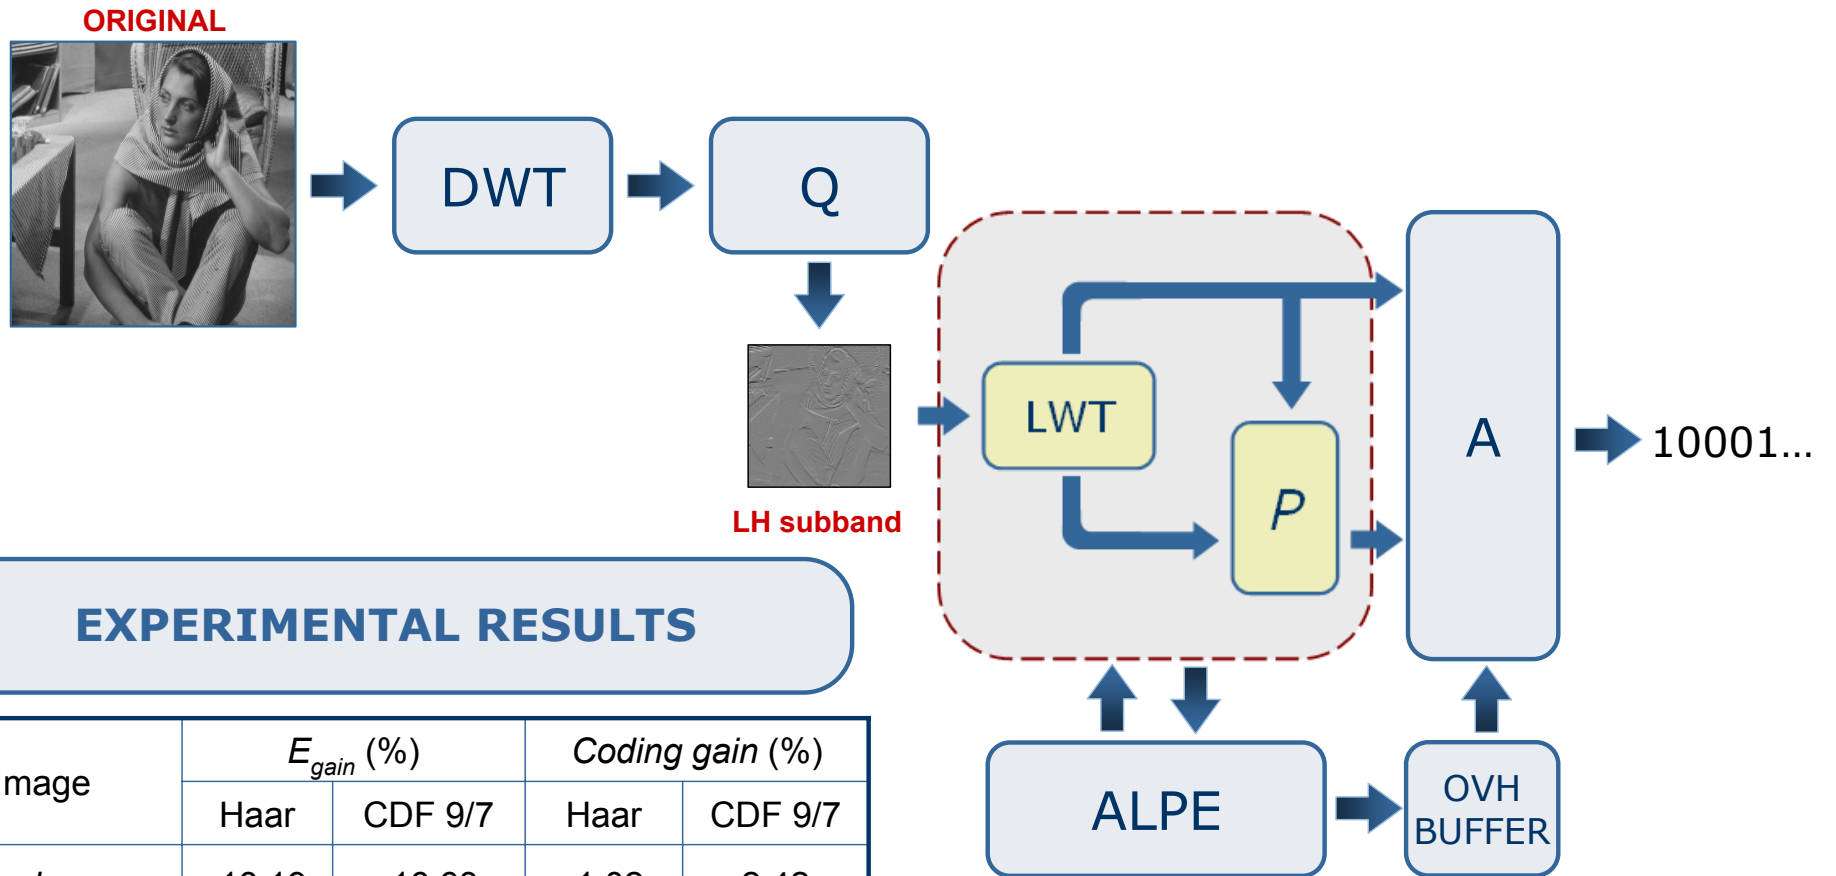 ORIGINAL
DWT
Q
LWT
P
A
10001...
LH subband
EXPERIMENTAL RESULTS
ALPE
OVH
BUFFER
mage
E_gain (%)
Coding gain (%)
Haar
CDF 9/7
Haar
CDF 9/7